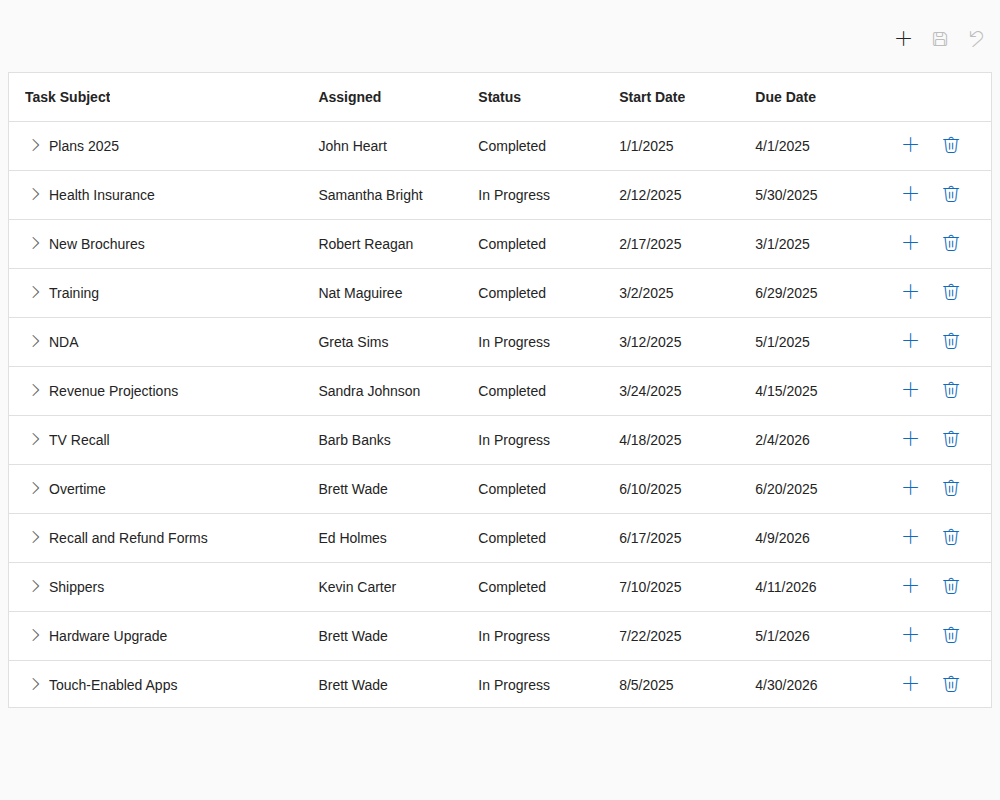 Task Subject Assigned Status Start Date Due Date
Plans 2025 John Heart Completed 1/1/2025 4/1/2025
Health Insurance Samantha Bright In Progress 2/12/2025 5/30/2025
New Brochures Robert Reagan Completed 2/17/2025 3/1/2025
Training Nat Maguiree Completed 3/2/2025 6/29/2025
NDA Greta Sims In Progress 3/12/2025 5/1/2025
Revenue Projections Sandra Johnson Completed 3/24/2025 4/15/2025
TV Recall Barb Banks In Progress 4/18/2025 2/4/2026
Overtime Brett Wade Completed 6/10/2025 6/20/2025
Recall and Refund Forms Ed Holmes Completed 6/17/2025 4/9/2026
Shippers Kevin Carter Completed 7/10/2025 4/11/2026
Hardware Upgrade Brett Wade In Progress 7/22/2025 5/1/2026
Touch-Enabled Apps Brett Wade In Progress 8/5/2025 4/30/2026